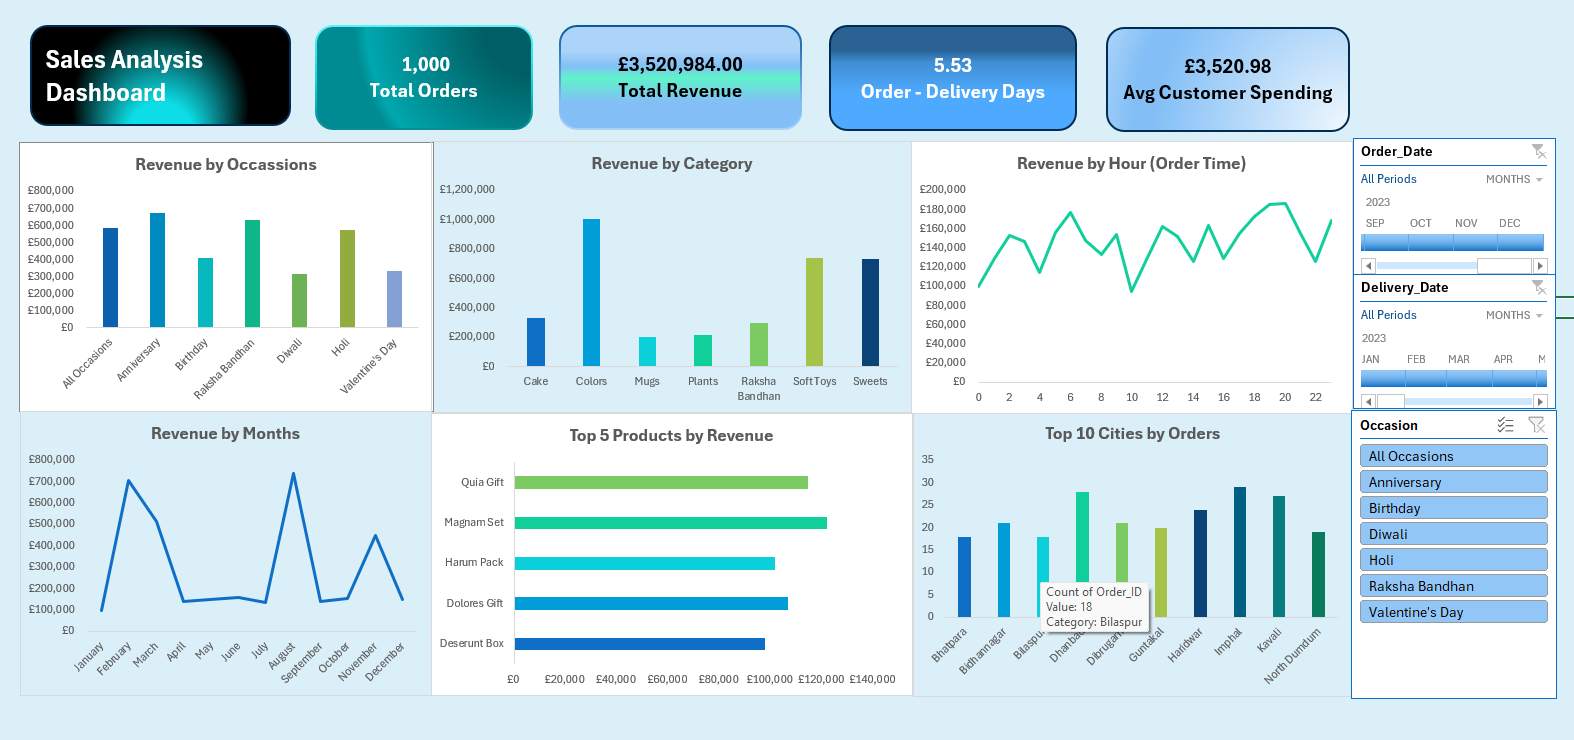 Sales Analysis
Dashboard
1,000
Total Orders
£3,520,984.00
Total Revenue
5.53
Order - Delivery Days
£3,520.98
Avg Customer Spending
Revenue by Occassions
£800,000
£700,000
£600,000
£500,000
£400,000
£300,000
£200,000
£100,000
£0
All Occasions
Anniversary
Birthday
Raksha Bandhan
Diwali
Holi
Valentine's Day
Revenue by Category
£1,200,000
£1,000,000
£800,000
£600,000
£400,000
£200,000
£0
Cake
Colors
Mugs
Plants
Raksha
Bandhan
Soft Toys
Sweets
Revenue by Hour (Order Time)
£200,000
£180,000
£160,000
£140,000
£120,000
£100,000
£80,000
£60,000
£40,000
£20,000
£0
0 2 4 6 8 10 12 14 16 18 20 22
Order_Date
All Periods MONTHS
2023
SEP OCT NOV DEC
Delivery_Date
All Periods MONTHS
2023
JAN FEB MAR APR M
Revenue by Months
£800,000
£700,000
£600,000
£500,000
£400,000
£300,000
£200,000
£100,000
£0
January
February
March
April
May
June
July
August
September
October
November
December
Top 5 Products by Revenue
Quia Gift
Magnam Set
Harum Pack
Dolores Gift
Deserunt Box
£0 £20,000 £40,000 £60,000 £80,000 £100,000 £120,000 £140,000
Top 10 Cities by Orders
35
30
25
20
15
10
5
0
Count of Order_ID
Value: 18
Category: Bilaspur
Bhatpara
Bidhannagar
Guntakal
Haridwar
Imphal
Kavali
North Dumdum
Occasion
All Occasions
Anniversary
Birthday
Diwali
Holi
Raksha Bandhan
Valentine's Day